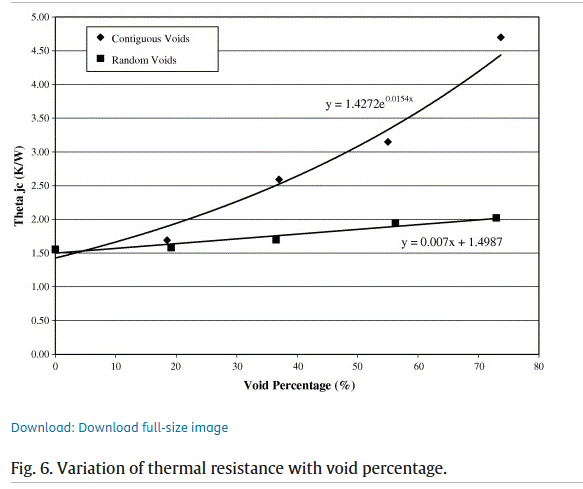 5.00
4.50
4.00
3.50
3.00
2.50
2.00
1.50
1.00
0.50
0.00
Theta jc (K/W)
Contiguous Voids
Random Voids
y = 1.4272e^0.0154x
y = 0.007x + 1.4987
0 10 20 30 40 50 60 70 80
Void Percentage (%)
Download: Download full-size image
Fig. 6. Variation of thermal resistance with void percentage.